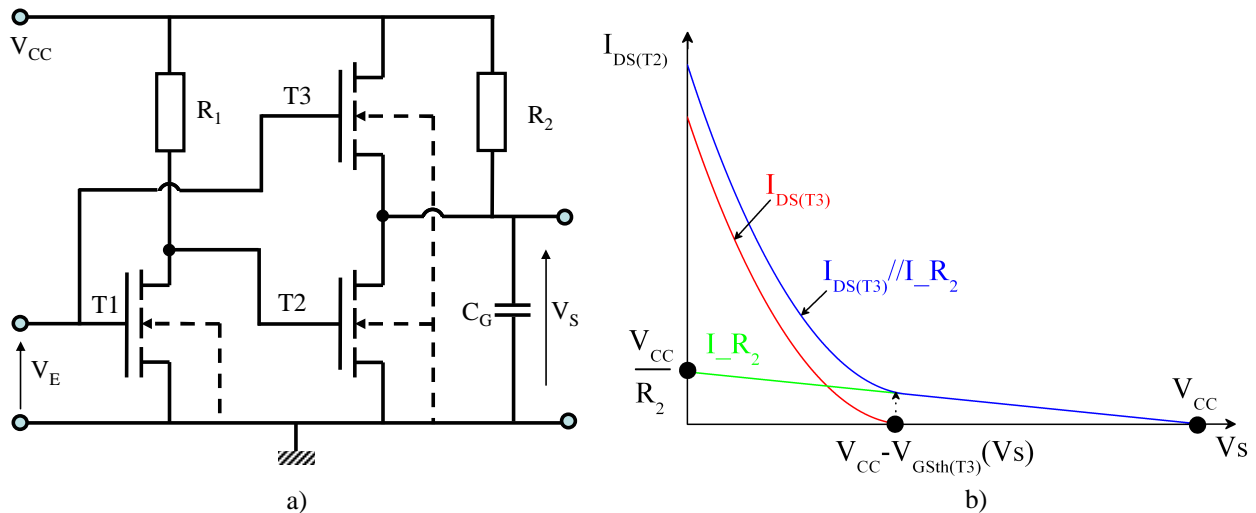 V_CC
R_1
T3
R_2
T1
T2
C_G
V_S
V_E
a)
I_DS(T2)
I_DS(T3)
I_DS(T3)//I_R_2
V_CC
R_2
I_R_2
V_CC
V_CC-V_GSth(T3)(Vs)
Vs
b)